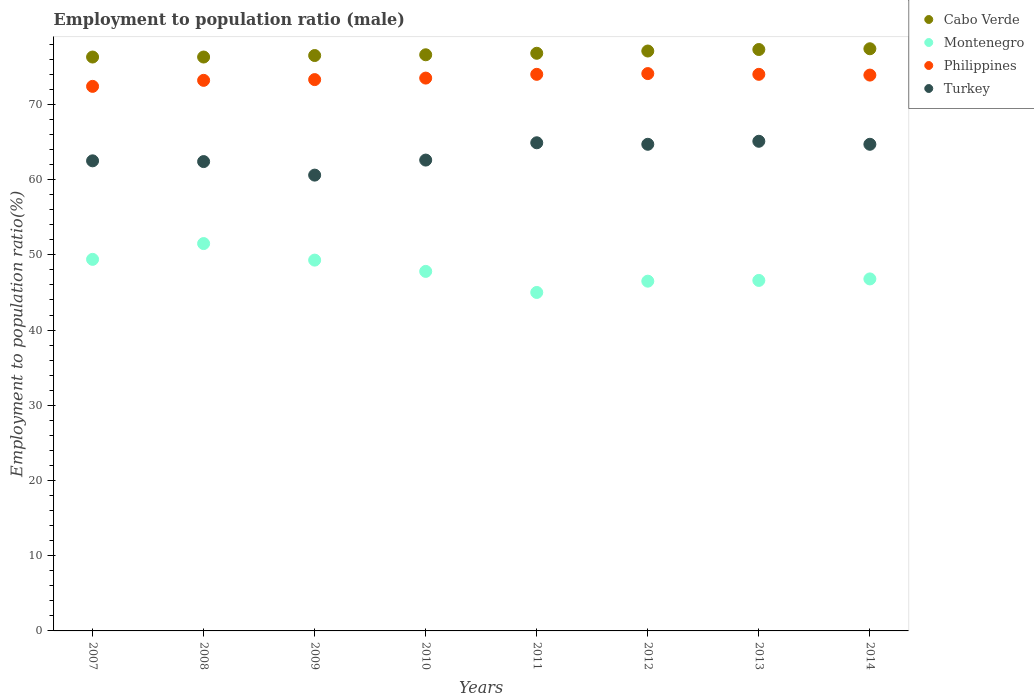 Employment to population ratio (male)
Cabo Verde
Montenegro
Philippines
Turkey
Employment to population ratio(%)
70
60
50
40
30
20
10
0
2007
2008
2009
2010
2011
2012
2013
2014
Years